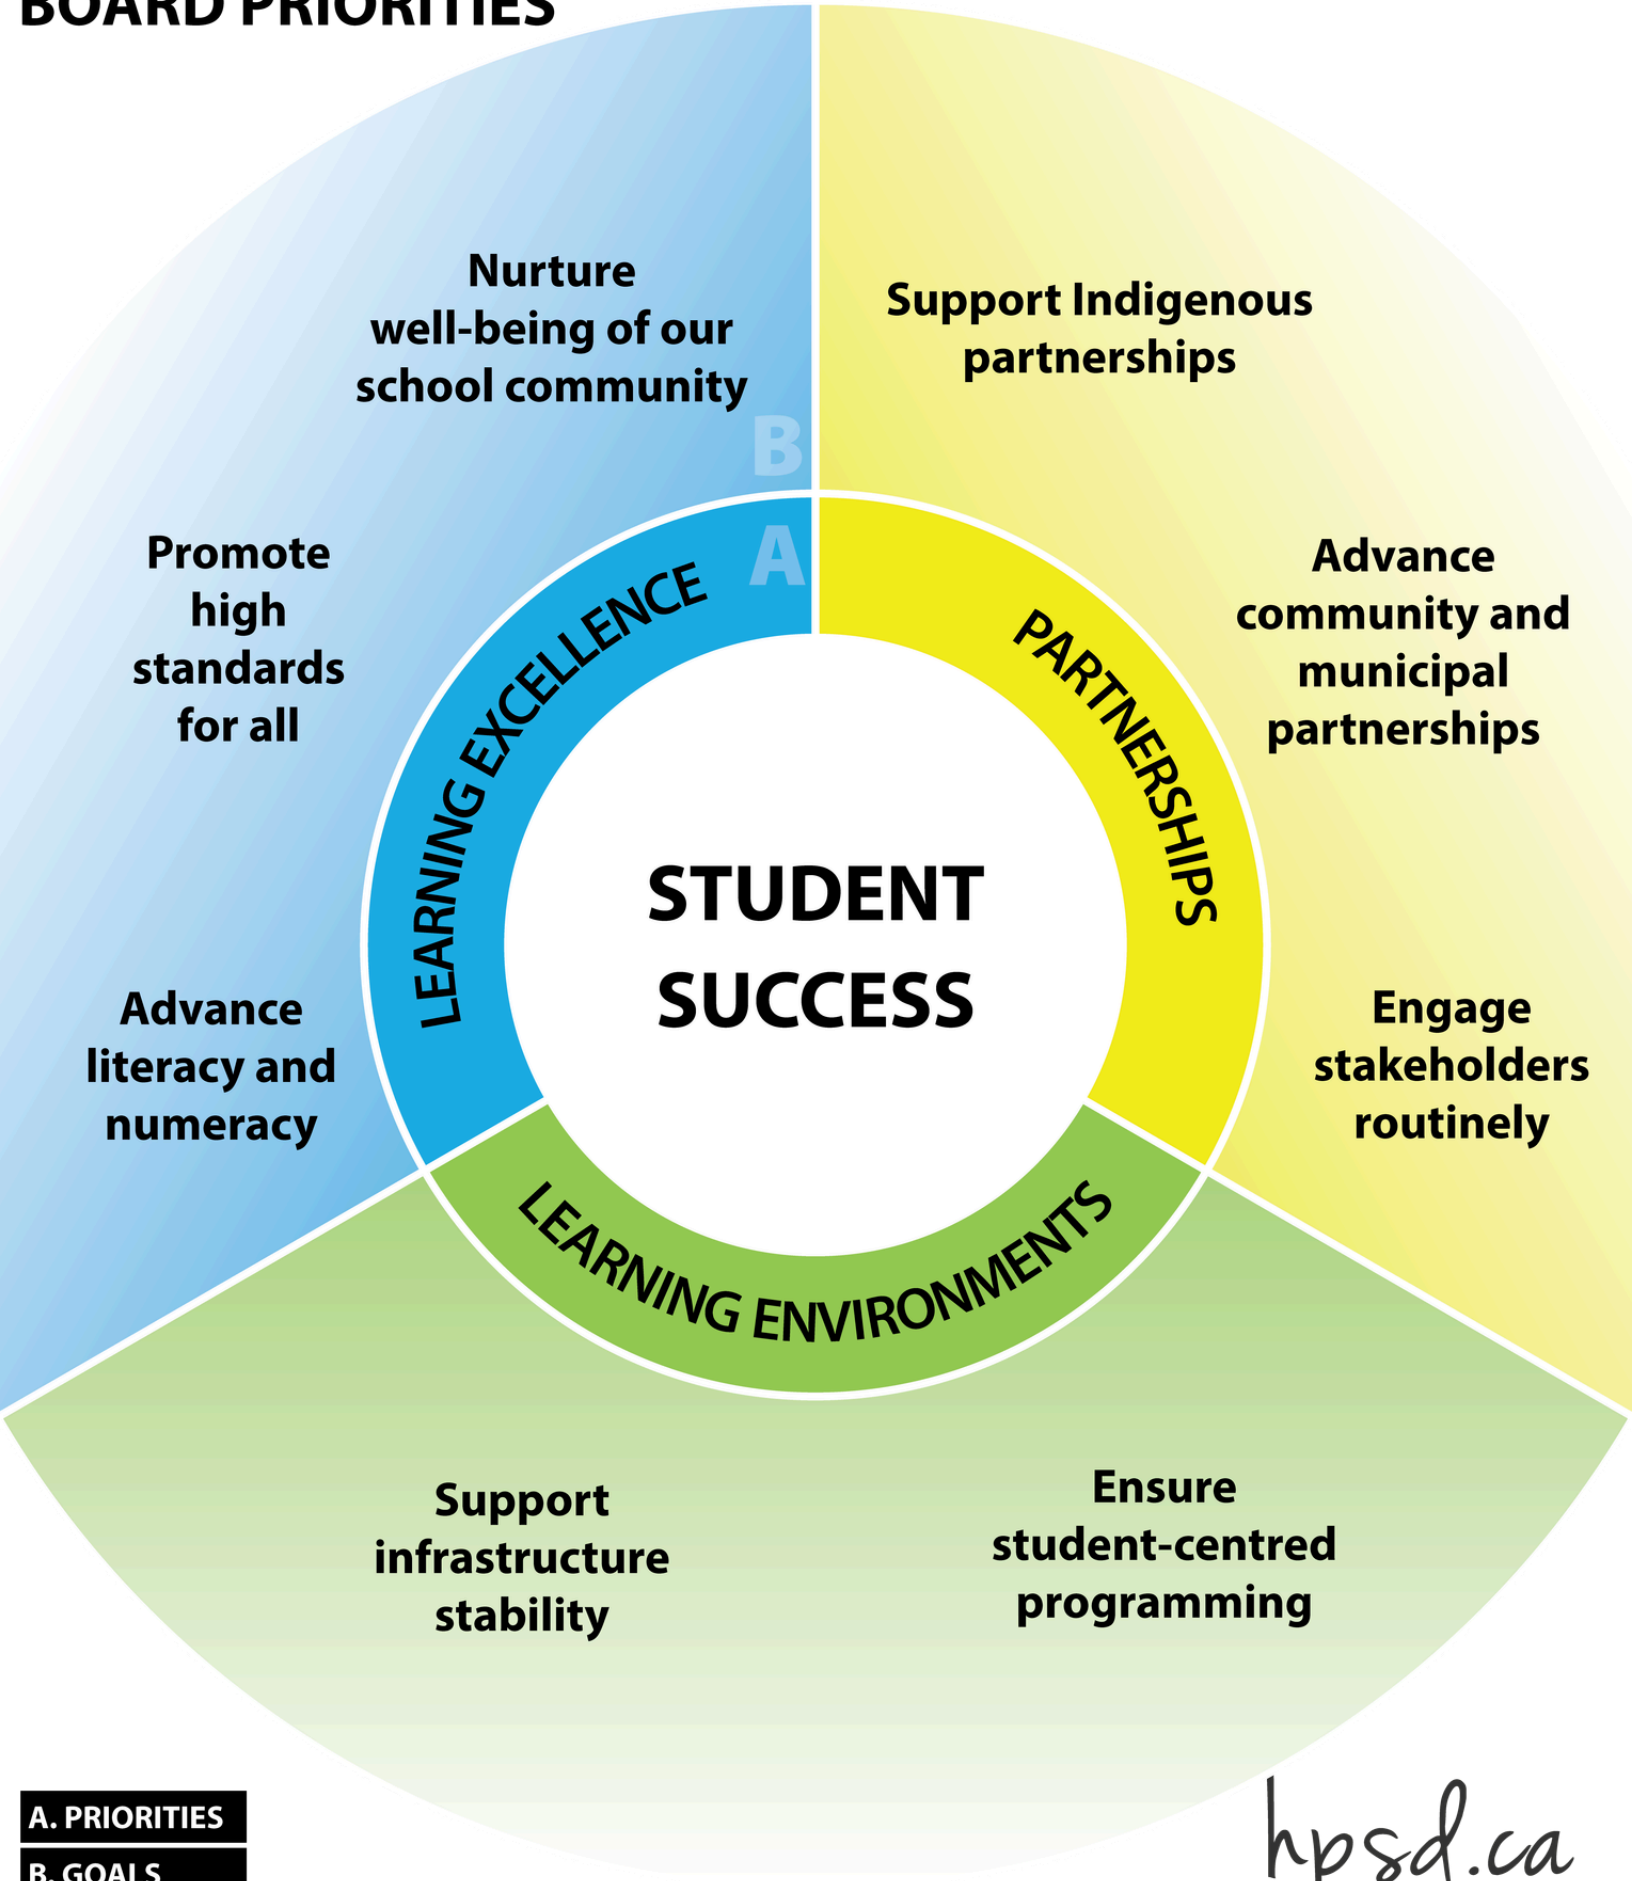 BOARD PRIORITIES
Nurture
well-being of our
school community
Support Indigenous
partnerships
B
A
Promote
high
standards
for all
Advance
community and
municipal
partnerships
LEARNING EXCELLENCE
PARTNERSHIPS
STUDENT
SUCCESS
Advance
literacy and
numeracy
Engage
stakeholders
routinely
LEARNING ENVIRONMENTS
Support
infrastructure
stability
Ensure
student-centred
programming
A. PRIORITIES
B. GOALS
hpsd.ca